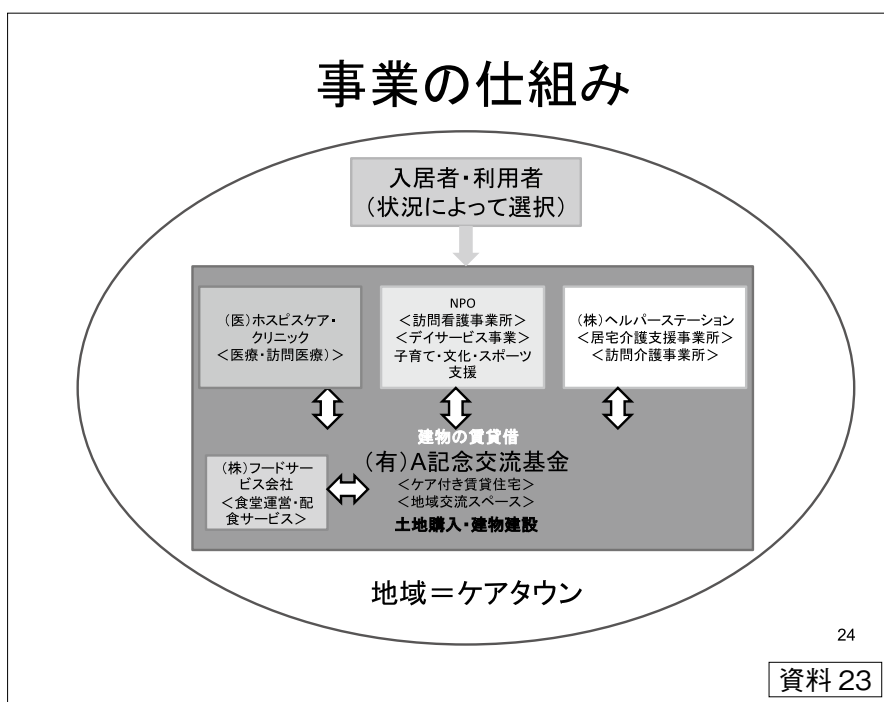 事業の仕組み
入居者・利用者
（状況によって選択）
（医）ホスピスケア・
クリニック
＜医療・訪問医療）＞
NPO
＜訪問看護事業所＞
＜デイサービス事業＞
子育て・文化・スポーツ
支援
（株）ヘルパーステーション
＜居宅介護支援事業所＞
＜訪問介護事業所＞
建物の賃貸借
（有）A記念交流基金
＜ケア付き賃貸住宅＞
＜地域交流スペース＞
土地購入・建物建設
（株）フードサー
ビス会社
＜食堂運営・配
食サービス＞
地域＝ケアタウン
24
資料 23